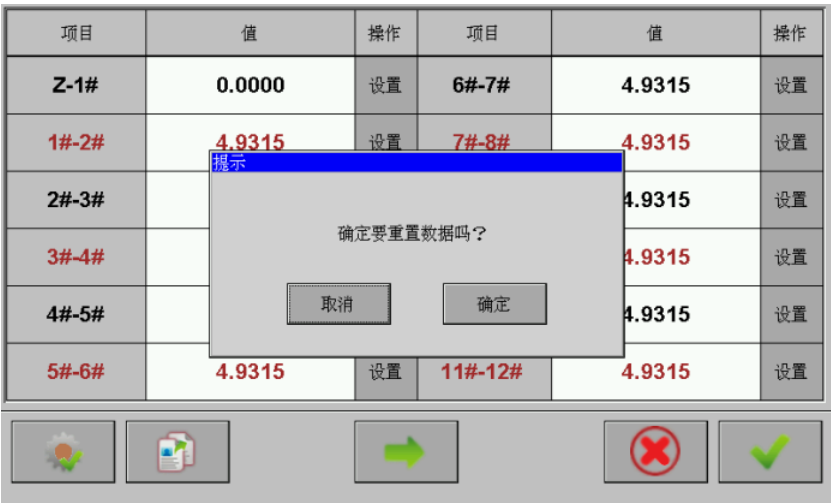 项目 值 操作 项目 值 操作
Z-1# 0.0000 设置 6#-7# 4.9315 设置
1#-2# 4.9315 设置 7#-8# 4.9315 设置
提示
2#-3# 4.9315 设置
确定要重置数据吗？
3#-4# 4.9315 设置
取消 确定
4#-5# 4.9315 设置
5#-6# 4.9315 设置 11#-12# 4.9315 设置